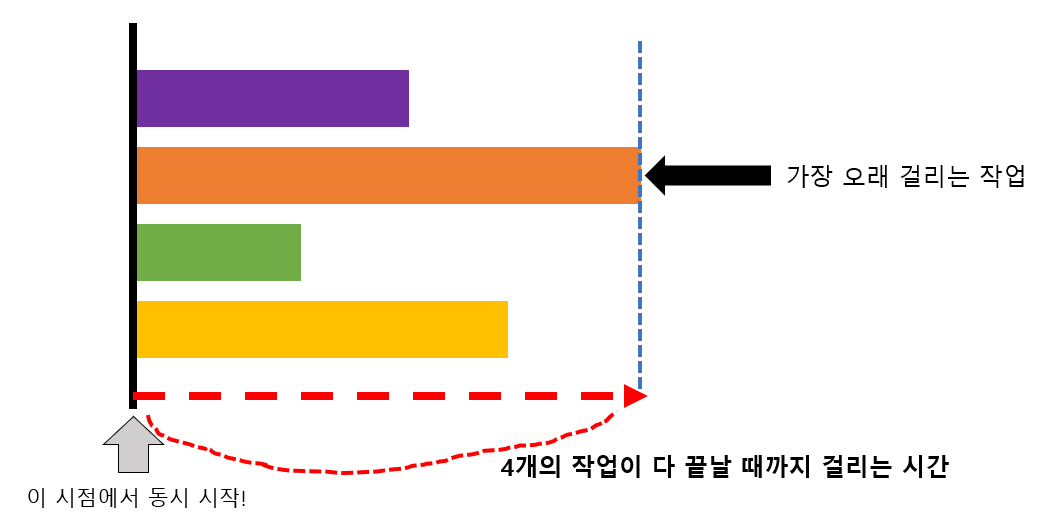 가장 오래 걸리는 작업
4개의 작업이 다 끝날 때까지 걸리는 시간
이 시점에서 동시 시작!